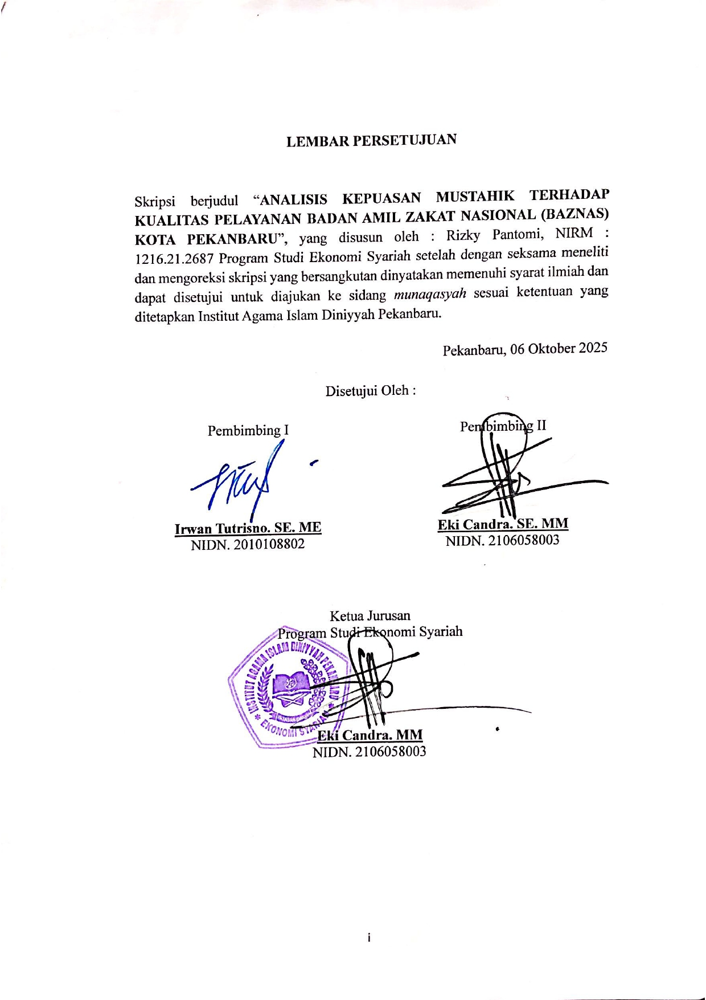 LEMBAR PERSETUJUAN
Skripsi berjudul “ANALISIS KEPUASAN MUSTAHIK TERHADAP
KUALITAS PELAYANAN BADAN AMIL ZAKAT NASIONAL (BAZNAS)
KOTA PEKANBARU”, yang disusun oleh : Rizky Pantomi, NIRM :
1216.21.2687 Program Studi Ekonomi Syariah setelah dengan seksama meneliti
dan mengoreksi skripsi yang bersangkutan dinyatakan memenuhi syarat ilmiah dan
dapat disetujui untuk diajukan ke sidang munaqasyah sesuai ketentuan yang
ditetapkan Institut Agama Islam Diniyyah Pekanbaru.
Pekanbaru, 06 Oktober 2025
Disetujui Oleh :
Pembimbing I
Pembimbing II
Irwan Tutrisno. SE. ME
NIDN. 2010108802
Eki Candra. SE. MM
NIDN. 2106058003
Ketua Jurusan
Program Studi Ekonomi Syariah
INSTITUT AGAMA ISLAM DINIYYAH PEKANBARU
EKONOMI SYARIAH
Eki Candra. MM
NIDN. 2106058003
i